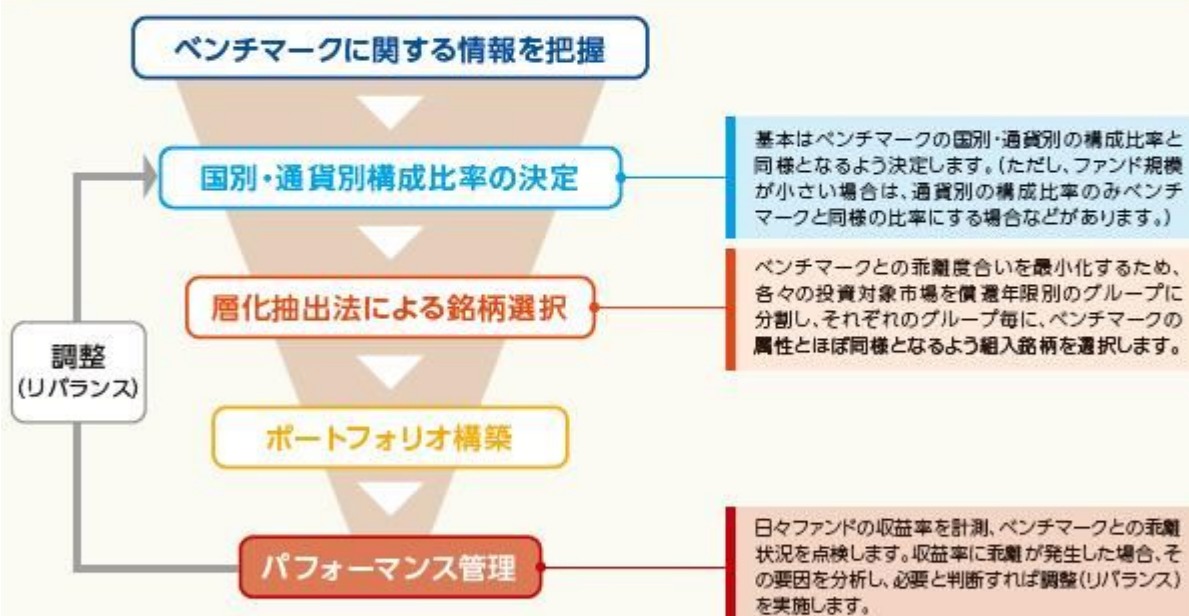 ベンチマークに関する情報を把握
国別・通貨別構成比率の決定
基本はベンチマークの国別・通貨別の構成比率と
同様となるよう決定します。(ただし、ファンド規模
が小さい場合は、通貨別の構成比率のみベンチ
マークと同様の比率にする場合などがあります。)
層化抽出法による銘柄選択
ベンチマークとの乖離度合いを最小化するため、
各々の投資対象市場を償還年限別のグループに
分割し、それぞれのグループ毎に、ベンチマークの
属性とほぼ同様となるよう組入銘柄を選択します。
調整
(リバランス)
ポートフォリオ構築
パフォーマンス管理
日々ファンドの収益率を計測、ベンチマークとの乖離
状況を点検します。収益率に乖離が発生した場合、そ
の要因を分析し、必要と判断すれば調整(リバランス)
を実施します。